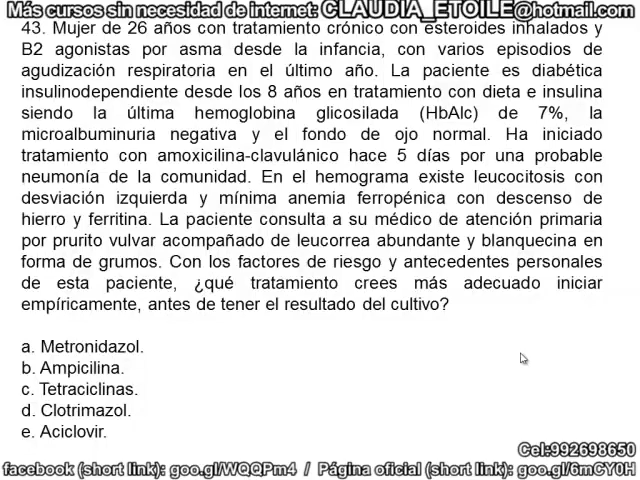 Más cursos sin necesidad de internet: CLAUDIA_ETOILE@hotmail.com
43. Mujer de 26 años con tratamiento crónico con esteroides inhalados y
B2 agonistas por asma desde la infancia, con varios episodios de
agudización respiratoria en el último año. La paciente es diabética
insulinodependiente desde los 8 años en tratamiento con dieta e insulina
siendo la última hemoglobina glicosilada (HbAlc) de 7%, la
microalbuminuria negativa y el fondo de ojo normal. Ha iniciado
tratamiento con amoxicilina-clavulánico hace 5 días por una probable
neumonía de la comunidad. En el hemograma existe leucocitosis con
desviación izquierda y mínima anemia ferropénica con descenso de
hierro y ferritina. La paciente consulta a su médico de atención primaria
por prurito vulvar acompañado de leucorrea abundante y blanquecina en
forma de grumos. Con los factores de riesgo y antecedentes personales
de esta paciente, ¿qué tratamiento crees más adecuado iniciar
empíricamente, antes de tener el resultado del cultivo?
a. Metronidazol.
b. Ampicilina.
c. Tetraciclinas.
d. Clotrimazol.
e. Aciclovir.
Cel:992698650
facebook (short link): goo.gl/WQQPm4 / Página oficial (short link): goo.gl/6mCY0H